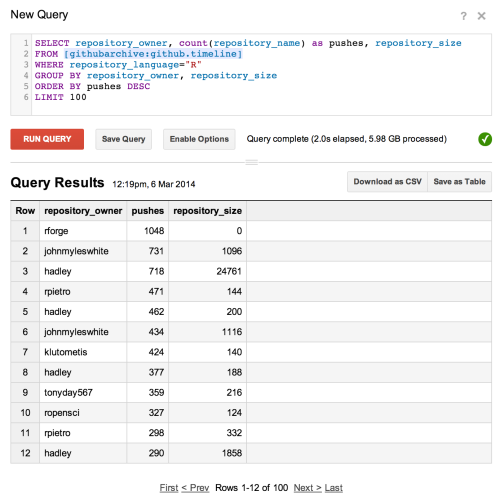 New Query ? ×
1 SELECT repository_owner, count(repository_name) as pushes, repository_size
2 FROM [githubarchive:github.timeline]
3 WHERE repository_language="R"
4 GROUP BY repository_owner, repository_size
5 ORDER BY pushes DESC
6 LIMIT 100
RUN QUERY Save Query Enable Options Query complete (2.0s elapsed, 5.98 GB processed)
Query Results 12:19pm, 6 Mar 2014 Download as CSV Save as Table
Row repository_owner pushes repository_size
1 rforge 1048 0
2 johnmyleswhite 731 1096
3 hadley 718 24761
4 rpietro 471 144
5 hadley 462 200
6 johnmyleswhite 434 1116
7 klutometis 424 140
8 hadley 377 188
9 tonyday567 359 216
10 ropensci 327 124
11 rpietro 298 332
12 hadley 290 1858
First < Prev Rows 1-12 of 100 Next > Last